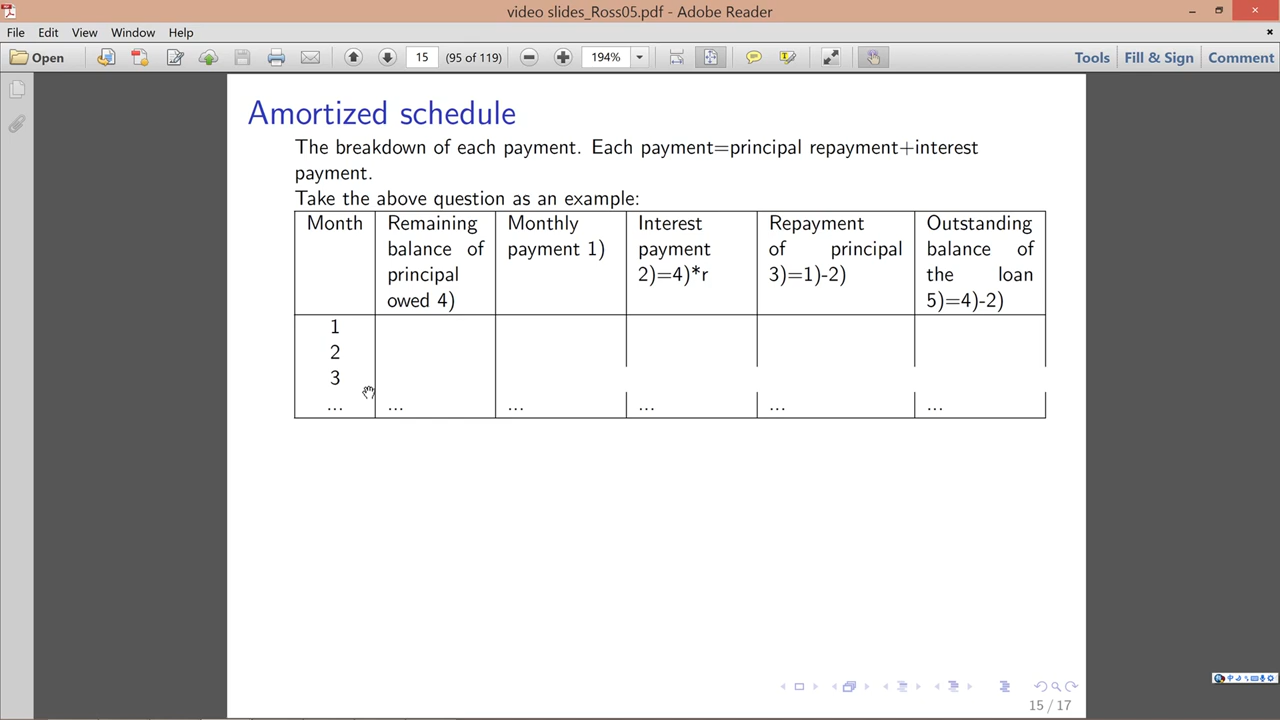 video slides_Ross05.pdf - Adobe Reader
File Edit View Window Help
Open 15 (95 of 119) 194% Tools Fill & Sign Comment
Amortized schedule
The breakdown of each payment. Each payment=principal repayment+interest
payment.
Take the above question as an example:
Month Remaining Monthly Interest Repayment Outstanding
balance of payment 1) payment of principal balance of
principal 2)=4)*r 3)=1)-2) the loan
owed 4) 5)=4)-2)
1
2
3
... ... ... ... ... ...
15 / 17